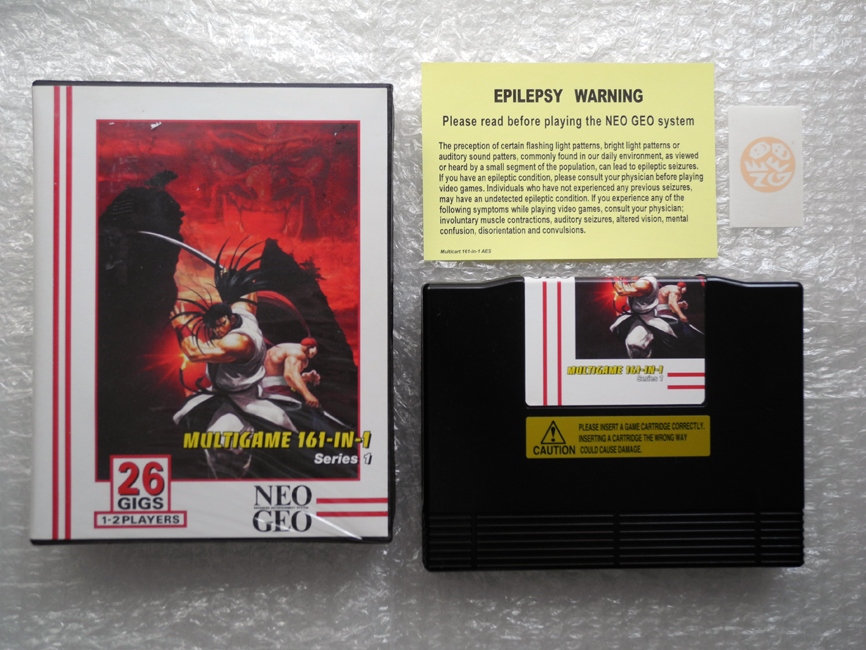 MULTIGAME 161-IN-1
Series 1
26
GIGS
1-2 PLAYERS
NEO
GEO
EPILEPSY WARNING
Please read before playing the NEO GEO system
The preception of certain flashing light patterns, bright light patterns or
auditory sound patters, commonly found in our daily environment, as viewed
or heard by a small segment of the population, can lead to epileptic seizures.
If you have an epileptic condition, please consult your physician before playing
video games. Individuals who have not experienced any previous seizures,
may have an undetected epileptic condition. If you experience any of the
following symptoms while playing video games, consult your physician;
involuntary muscle contractions, auditory seizures, altered vision, mental
confusion, disorientation and convulsions.
Multicart 161-in-1 AES
MULTIGAME 161-IN-1
Series 1
CAUTION
PLEASE INSERT A GAME CARTRIDGE CORRECTLY.
INSERTING A CARTRIDGE THE WRONG WAY
COULD CAUSE DAMAGE.